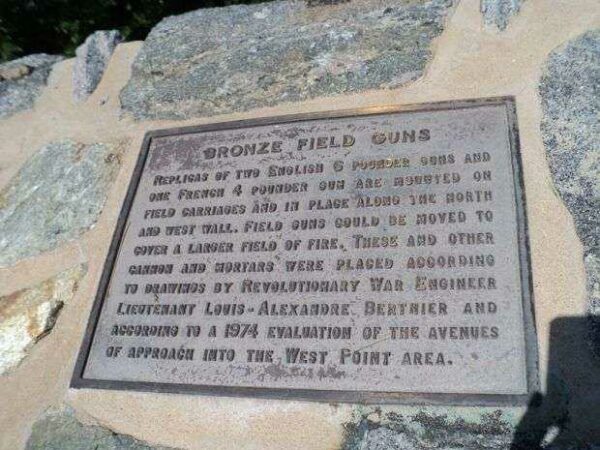 BRONZE FIELD GUNS
REPLICAS OF TWO ENGLISH 6 POUNDER GUNS AND
ONE FRENCH 4 POUNDER GUN ARE MOUNTED ON
FIELD CARRIAGES AND IN PLACE ALONG THE NORTH
AND WEST WALL. FIELD GUNS COULD BE MOVED TO
COVER A LARGER FIELD OF FIRE. THESE AND OTHER
CANNON AND MORTARS WERE PLACED ACCORDING
TO DRAWINGS BY REVOLUTIONARY WAR ENGINEER
LIEUTENANT LOUIS-ALEXANDRE BERTHIER AND
ACCORDING TO A 1974 EVALUATION OF THE AVENUES
OF APPROACH INTO THE WEST POINT AREA.